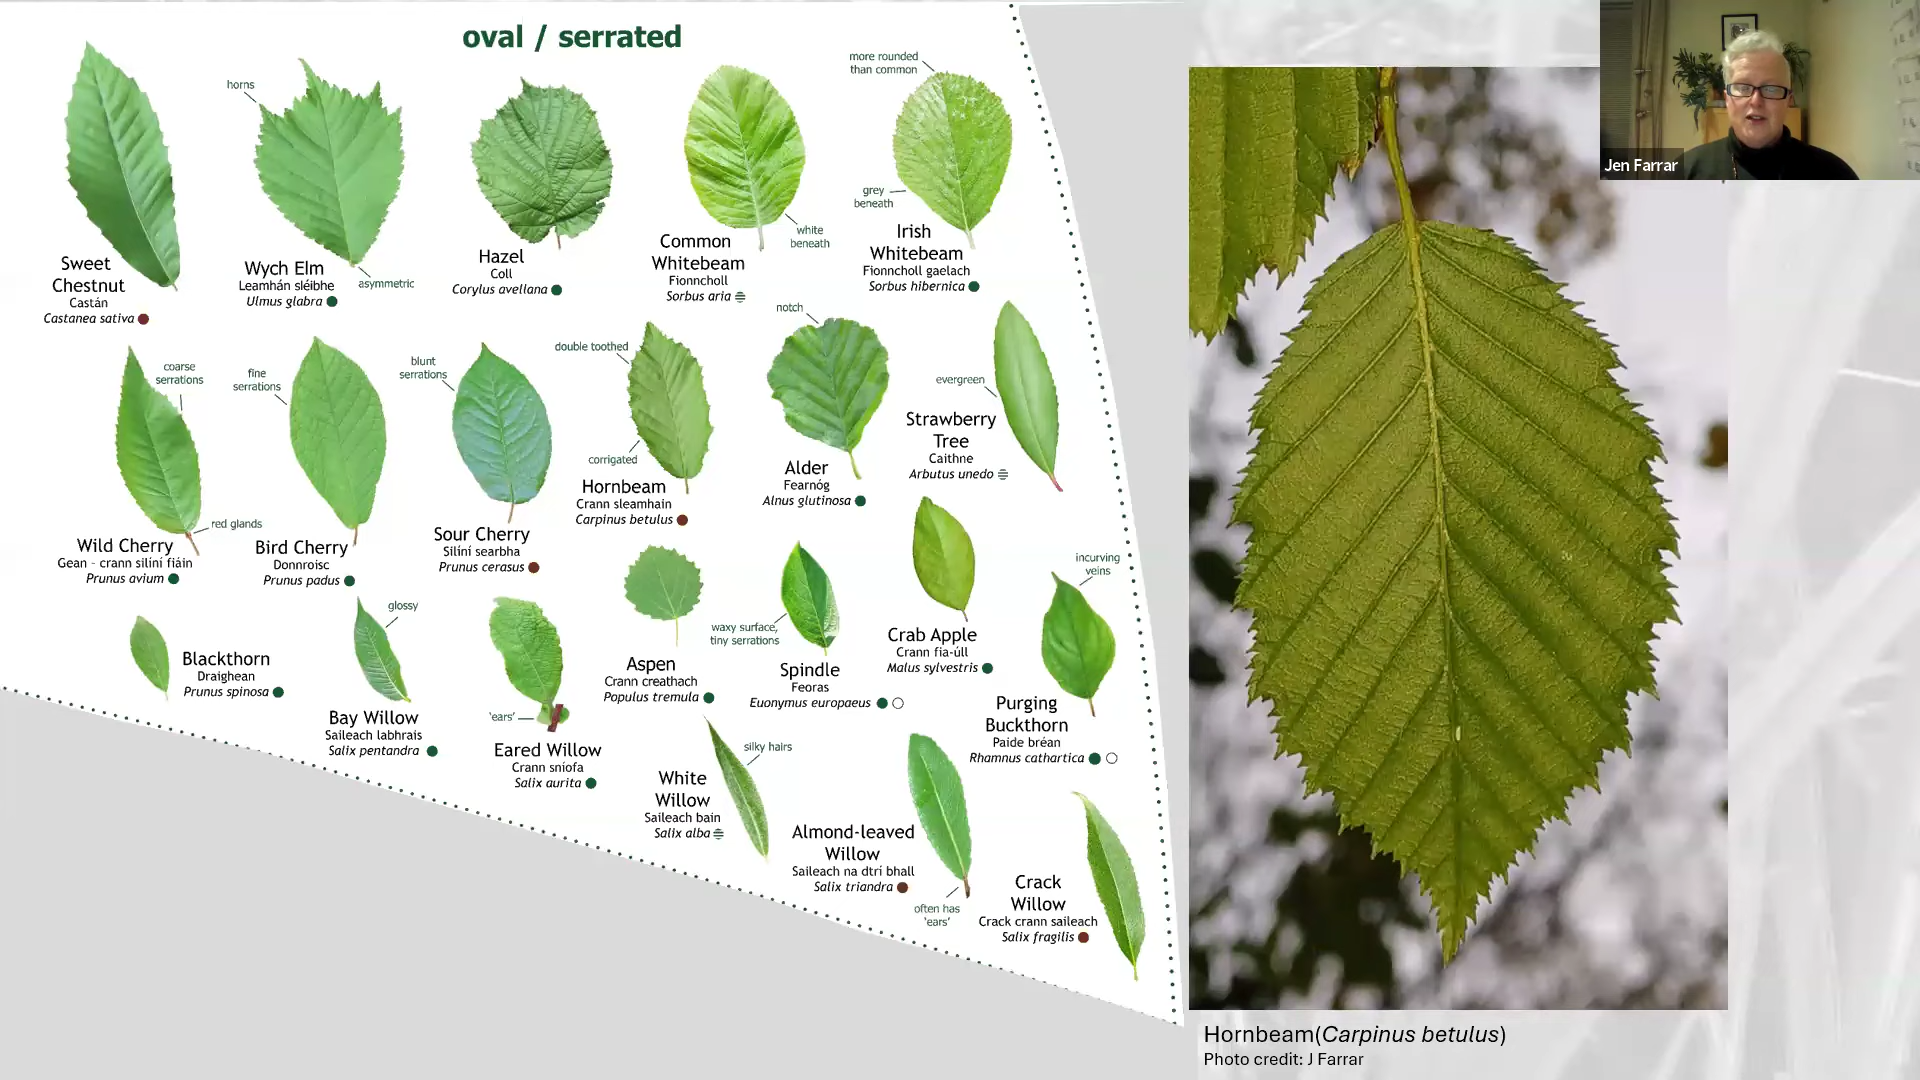 oval / serrated
more rounded
than common
horns
grey
beneath
white
beneath
Sweet
Chestnut
Castán
Castanea sativa
Wych Elm
Leamhán sléibhe
Ulmus glabra
asymmetric
Hazel
Coll
Corylus avellana
Common
Whitebeam
Fionncholl
Sorbus aria
Irish
Whitebeam
Fionncholl gaelach
Sorbus hibernica
notch
double toothed
coarse
serrations
fine
serrations
blunt
serrations
evergreen
corrigated
red glands
Wild Cherry
Gean - crann silíní fiáin
Prunus avium
Bird Cherry
Donnroisc
Prunus padus
Sour Cherry
Silíní searbha
Prunus cerasus
Hornbeam
Crann sleamhain
Carpinus betulus
Alder
Fearnóg
Alnus glutinosa
Strawberry
Tree
Caithne
Arbutus unedo
incurving
veins
glossy
waxy surface,
tiny serrations
Blackthorn
Draighean
Prunus spinosa
Bay Willow
Saileach labhrais
Salix pentandra
'ears'
Eared Willow
Crann sníofa
Salix aurita
Aspen
Crann creathach
Populus tremula
Spindle
Feoras
Euonymus europaeus
Crab Apple
Crann fia-úll
Malus sylvestris
Purging
Buckthorn
Paide bréan
Rhamnus cathartica
silky hairs
White
Willow
Saileach bain
Salix alba
Almond-leaved
Willow
Saileach na dtrí bhall
Salix triandra
often has
'ears'
Crack
Willow
Crack crann saileach
Salix fragilis
Jen Farrar
Hornbeam(Carpinus betulus)
Photo credit: J Farrar